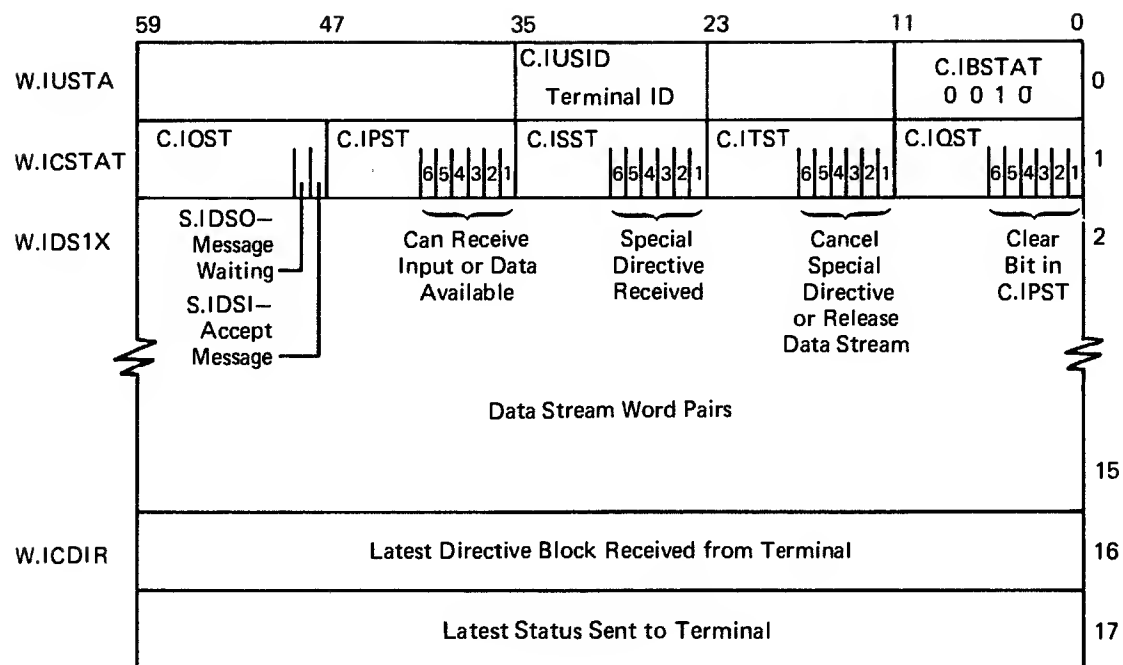 59 47 35 23 11 0
W.IUSTA C.IUSID Terminal ID C.IBSTAT 0 0 1 0 0
W.ICSTAT C.IOST C.IPST 6 5 4 3 2 1 C.ISST 6 5 4 3 2 1 C.ITST 6 5 4 3 2 1 C.IQST 6 5 4 3 2 1 1
W.IDS1X 2
S.IDSO–
Message
Waiting
S.IDSI–
Accept
Message
Can Receive
Input or Data
Available
Special
Directive
Received
Cancel
Special
Directive
or Release
Data Stream
Clear
Bit in
C.IPST
Data Stream Word Pairs
15
W.ICDIR Latest Directive Block Received from Terminal 16
Latest Status Sent to Terminal 17